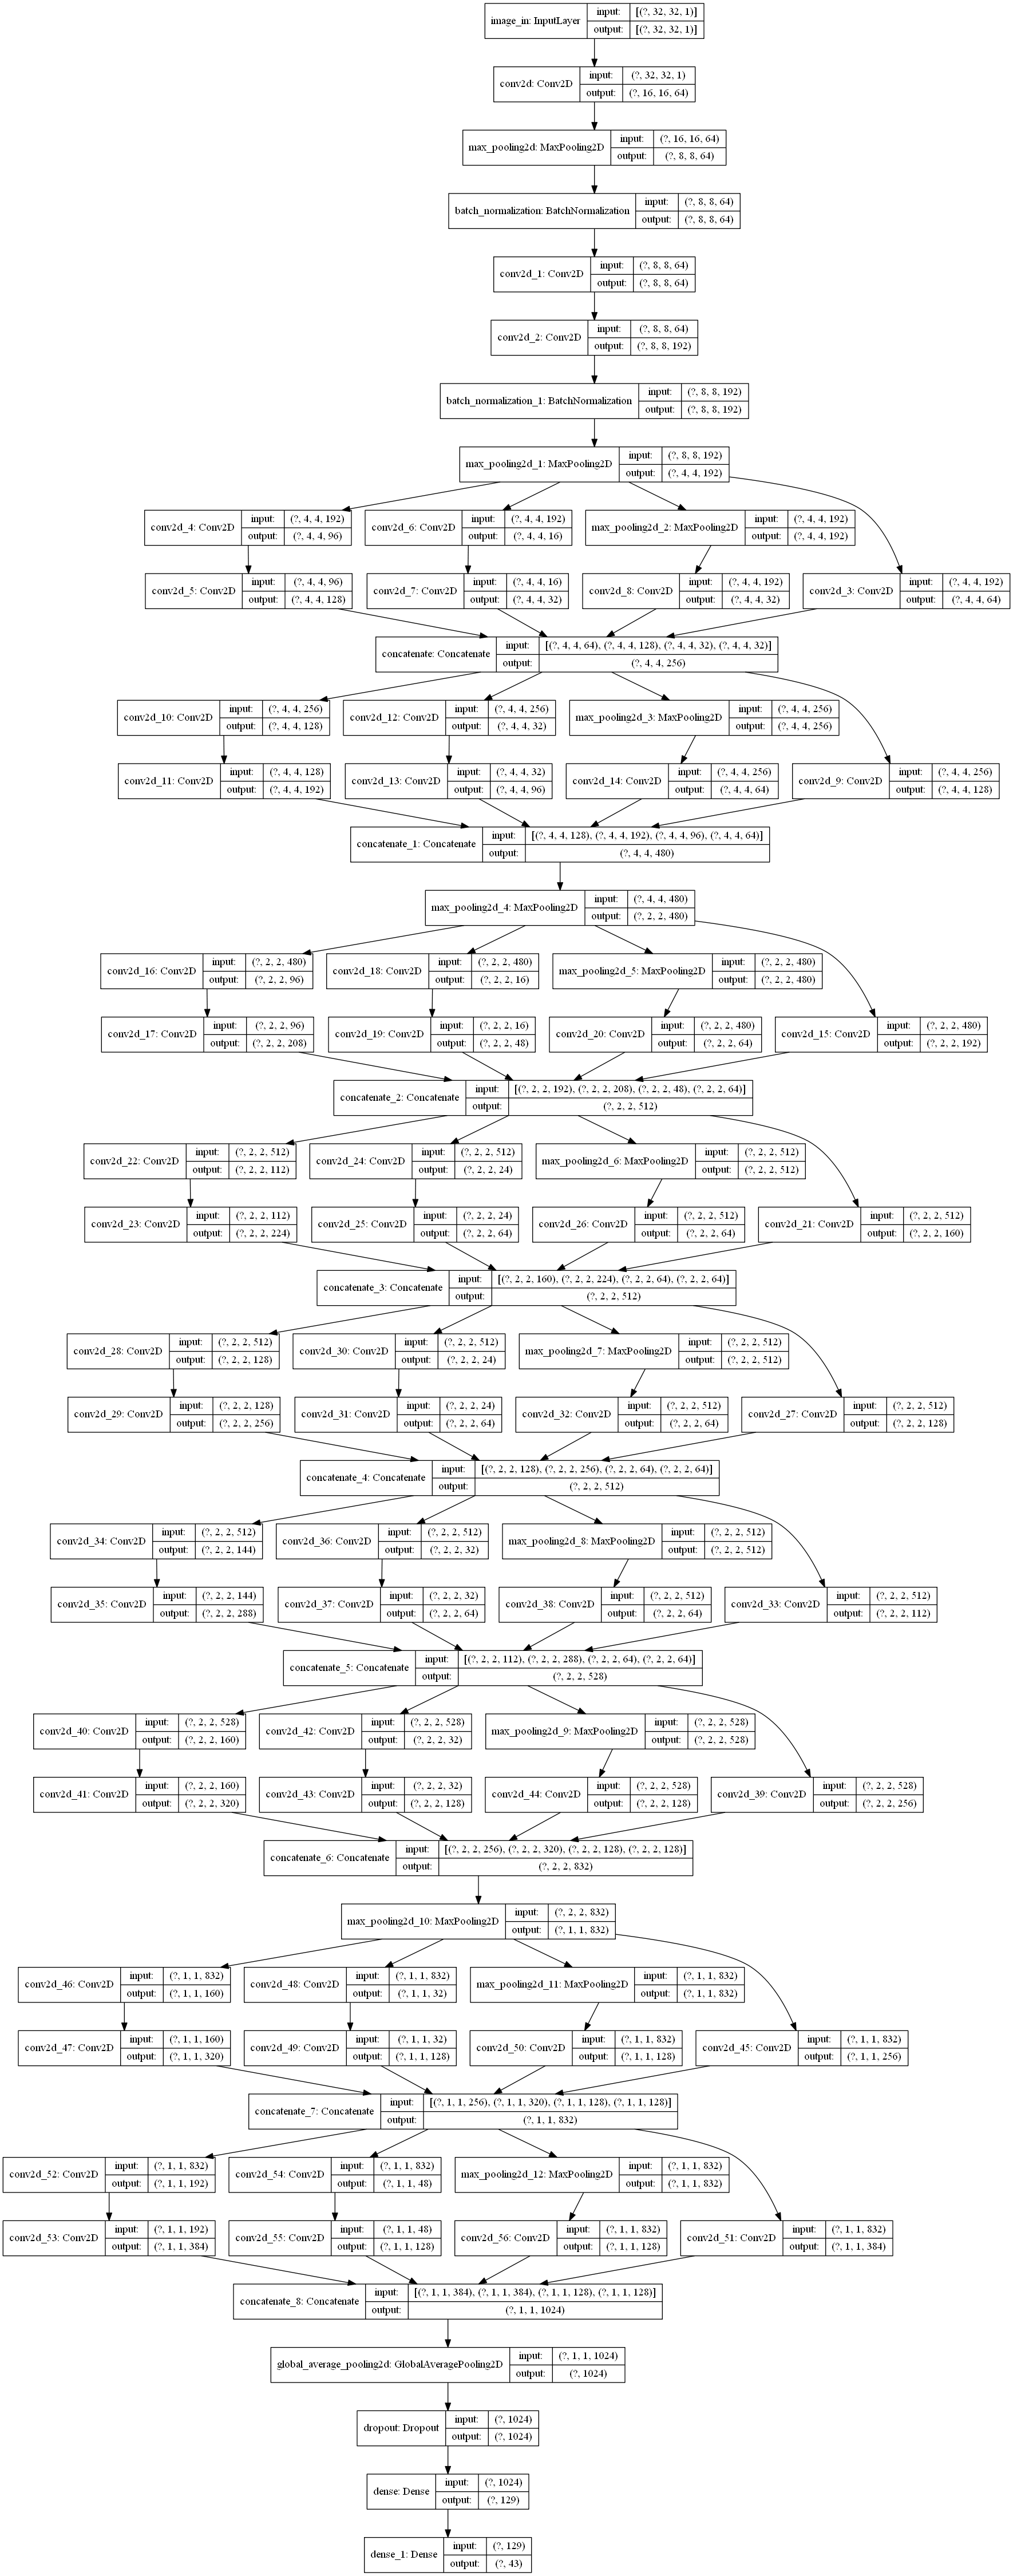 image_in: InputLayer input: [(?, 32, 32, 1)]
output: [(?, 32, 32, 1)]
conv2d: Conv2D input: (?, 32, 32, 1)
output: (?, 16, 16, 64)
max_pooling2d: MaxPooling2D input: (?, 16, 16, 64)
output: (?, 8, 8, 64)
batch_normalization: BatchNormalization input: (?, 8, 8, 64)
output: (?, 8, 8, 64)
conv2d_1: Conv2D input: (?, 8, 8, 64)
output: (?, 8, 8, 64)
conv2d_2: Conv2D input: (?, 8, 8, 64)
output: (?, 8, 8, 192)
batch_normalization_1: BatchNormalization input: (?, 8, 8, 192)
output: (?, 8, 8, 192)
max_pooling2d_1: MaxPooling2D input: (?, 8, 8, 192)
output: (?, 4, 4, 192)
conv2d_4: Conv2D input: (?, 4, 4, 192)
output: (?, 4, 4, 96)
conv2d_6: Conv2D input: (?, 4, 4, 192)
output: (?, 4, 4, 16)
max_pooling2d_2: MaxPooling2D input: (?, 4, 4, 192)
output: (?, 4, 4, 192)
conv2d_5: Conv2D input: (?, 4, 4, 96)
output: (?, 4, 4, 128)
conv2d_7: Conv2D input: (?, 4, 4, 16)
output: (?, 4, 4, 32)
conv2d_8: Conv2D input: (?, 4, 4, 192)
output: (?, 4, 4, 32)
conv2d_3: Conv2D input: (?, 4, 4, 192)
output: (?, 4, 4, 64)
concatenate: Concatenate input: [(?, 4, 4, 64), (?, 4, 4, 128), (?, 4, 4, 32), (?, 4, 4, 32)]
output: (?, 4, 4, 256)
conv2d_10: Conv2D input: (?, 4, 4, 256)
output: (?, 4, 4, 128)
conv2d_12: Conv2D input: (?, 4, 4, 256)
output: (?, 4, 4, 32)
max_pooling2d_3: MaxPooling2D input: (?, 4, 4, 256)
output: (?, 4, 4, 256)
conv2d_11: Conv2D input: (?, 4, 4, 128)
output: (?, 4, 4, 192)
conv2d_13: Conv2D input: (?, 4, 4, 32)
output: (?, 4, 4, 96)
conv2d_14: Conv2D input: (?, 4, 4, 256)
output: (?, 4, 4, 64)
conv2d_9: Conv2D input: (?, 4, 4, 256)
output: (?, 4, 4, 128)
concatenate_1: Concatenate input: [(?, 4, 4, 128), (?, 4, 4, 192), (?, 4, 4, 96), (?, 4, 4, 64)]
output: (?, 4, 4, 480)
max_pooling2d_4: MaxPooling2D input: (?, 4, 4, 480)
output: (?, 2, 2, 480)
conv2d_16: Conv2D input: (?, 2, 2, 480)
output: (?, 2, 2, 96)
conv2d_18: Conv2D input: (?, 2, 2, 480)
output: (?, 2, 2, 16)
max_pooling2d_5: MaxPooling2D input: (?, 2, 2, 480)
output: (?, 2, 2, 480)
conv2d_17: Conv2D input: (?, 2, 2, 96)
output: (?, 2, 2, 208)
conv2d_19: Conv2D input: (?, 2, 2, 16)
output: (?, 2, 2, 48)
conv2d_20: Conv2D input: (?, 2, 2, 480)
output: (?, 2, 2, 64)
conv2d_15: Conv2D input: (?, 2, 2, 480)
output: (?, 2, 2, 192)
concatenate_2: Concatenate input: [(?, 2, 2, 192), (?, 2, 2, 208), (?, 2, 2, 48), (?, 2, 2, 64)]
output: (?, 2, 2, 512)
conv2d_22: Conv2D input: (?, 2, 2, 512)
output: (?, 2, 2, 112)
conv2d_24: Conv2D input: (?, 2, 2, 512)
output: (?, 2, 2, 24)
max_pooling2d_6: MaxPooling2D input: (?, 2, 2, 512)
output: (?, 2, 2, 512)
conv2d_23: Conv2D input: (?, 2, 2, 112)
output: (?, 2, 2, 224)
conv2d_25: Conv2D input: (?, 2, 2, 24)
output: (?, 2, 2, 64)
conv2d_26: Conv2D input: (?, 2, 2, 512)
output: (?, 2, 2, 64)
conv2d_21: Conv2D input: (?, 2, 2, 512)
output: (?, 2, 2, 160)
concatenate_3: Concatenate input: [(?, 2, 2, 160), (?, 2, 2, 224), (?, 2, 2, 64), (?, 2, 2, 64)]
output: (?, 2, 2, 512)
conv2d_28: Conv2D input: (?, 2, 2, 512)
output: (?, 2, 2, 128)
conv2d_30: Conv2D input: (?, 2, 2, 512)
output: (?, 2, 2, 24)
max_pooling2d_7: MaxPooling2D input: (?, 2, 2, 512)
output: (?, 2, 2, 512)
conv2d_29: Conv2D input: (?, 2, 2, 128)
output: (?, 2, 2, 256)
conv2d_31: Conv2D input: (?, 2, 2, 24)
output: (?, 2, 2, 64)
conv2d_32: Conv2D input: (?, 2, 2, 512)
output: (?, 2, 2, 64)
conv2d_27: Conv2D input: (?, 2, 2, 512)
output: (?, 2, 2, 128)
concatenate_4: Concatenate input: [(?, 2, 2, 128), (?, 2, 2, 256), (?, 2, 2, 64), (?, 2, 2, 64)]
output: (?, 2, 2, 512)
conv2d_34: Conv2D input: (?, 2, 2, 512)
output: (?, 2, 2, 144)
conv2d_36: Conv2D input: (?, 2, 2, 512)
output: (?, 2, 2, 32)
max_pooling2d_8: MaxPooling2D input: (?, 2, 2, 512)
output: (?, 2, 2, 512)
conv2d_35: Conv2D input: (?, 2, 2, 144)
output: (?, 2, 2, 288)
conv2d_37: Conv2D input: (?, 2, 2, 32)
output: (?, 2, 2, 64)
conv2d_38: Conv2D input: (?, 2, 2, 512)
output: (?, 2, 2, 64)
conv2d_33: Conv2D input: (?, 2, 2, 512)
output: (?, 2, 2, 112)
concatenate_5: Concatenate input: [(?, 2, 2, 112), (?, 2, 2, 288), (?, 2, 2, 64), (?, 2, 2, 64)]
output: (?, 2, 2, 528)
conv2d_40: Conv2D input: (?, 2, 2, 528)
output: (?, 2, 2, 160)
conv2d_42: Conv2D input: (?, 2, 2, 528)
output: (?, 2, 2, 32)
max_pooling2d_9: MaxPooling2D input: (?, 2, 2, 528)
output: (?, 2, 2, 528)
conv2d_41: Conv2D input: (?, 2, 2, 160)
output: (?, 2, 2, 320)
conv2d_43: Conv2D input: (?, 2, 2, 32)
output: (?, 2, 2, 128)
conv2d_44: Conv2D input: (?, 2, 2, 528)
output: (?, 2, 2, 128)
conv2d_39: Conv2D input: (?, 2, 2, 528)
output: (?, 2, 2, 256)
concatenate_6: Concatenate input: [(?, 2, 2, 256), (?, 2, 2, 320), (?, 2, 2, 128), (?, 2, 2, 128)]
output: (?, 2, 2, 832)
max_pooling2d_10: MaxPooling2D input: (?, 2, 2, 832)
output: (?, 1, 1, 832)
conv2d_46: Conv2D input: (?, 1, 1, 832)
output: (?, 1, 1, 160)
conv2d_48: Conv2D input: (?, 1, 1, 832)
output: (?, 1, 1, 32)
max_pooling2d_11: MaxPooling2D input: (?, 1, 1, 832)
output: (?, 1, 1, 832)
conv2d_47: Conv2D input: (?, 1, 1, 160)
output: (?, 1, 1, 320)
conv2d_49: Conv2D input: (?, 1, 1, 32)
output: (?, 1, 1, 128)
conv2d_50: Conv2D input: (?, 1, 1, 832)
output: (?, 1, 1, 128)
conv2d_45: Conv2D input: (?, 1, 1, 832)
output: (?, 1, 1, 256)
concatenate_7: Concatenate input: [(?, 1, 1, 256), (?, 1, 1, 320), (?, 1, 1, 128), (?, 1, 1, 128)]
output: (?, 1, 1, 832)
conv2d_52: Conv2D input: (?, 1, 1, 832)
output: (?, 1, 1, 192)
conv2d_54: Conv2D input: (?, 1, 1, 832)
output: (?, 1, 1, 48)
max_pooling2d_12: MaxPooling2D input: (?, 1, 1, 832)
output: (?, 1, 1, 832)
conv2d_53: Conv2D input: (?, 1, 1, 192)
output: (?, 1, 1, 384)
conv2d_55: Conv2D input: (?, 1, 1, 48)
output: (?, 1, 1, 128)
conv2d_56: Conv2D input: (?, 1, 1, 832)
output: (?, 1, 1, 128)
conv2d_51: Conv2D input: (?, 1, 1, 832)
output: (?, 1, 1, 384)
concatenate_8: Concatenate input: [(?, 1, 1, 384), (?, 1, 1, 384), (?, 1, 1, 128), (?, 1, 1, 128)]
output: (?, 1, 1, 1024)
global_average_pooling2d: GlobalAveragePooling2D input: (?, 1, 1, 1024)
output: (?, 1024)
dropout: Dropout input: (?, 1024)
output: (?, 1024)
dense: Dense input: (?, 1024)
output: (?, 129)
dense_1: Dense input: (?, 129)
output: (?, 43)